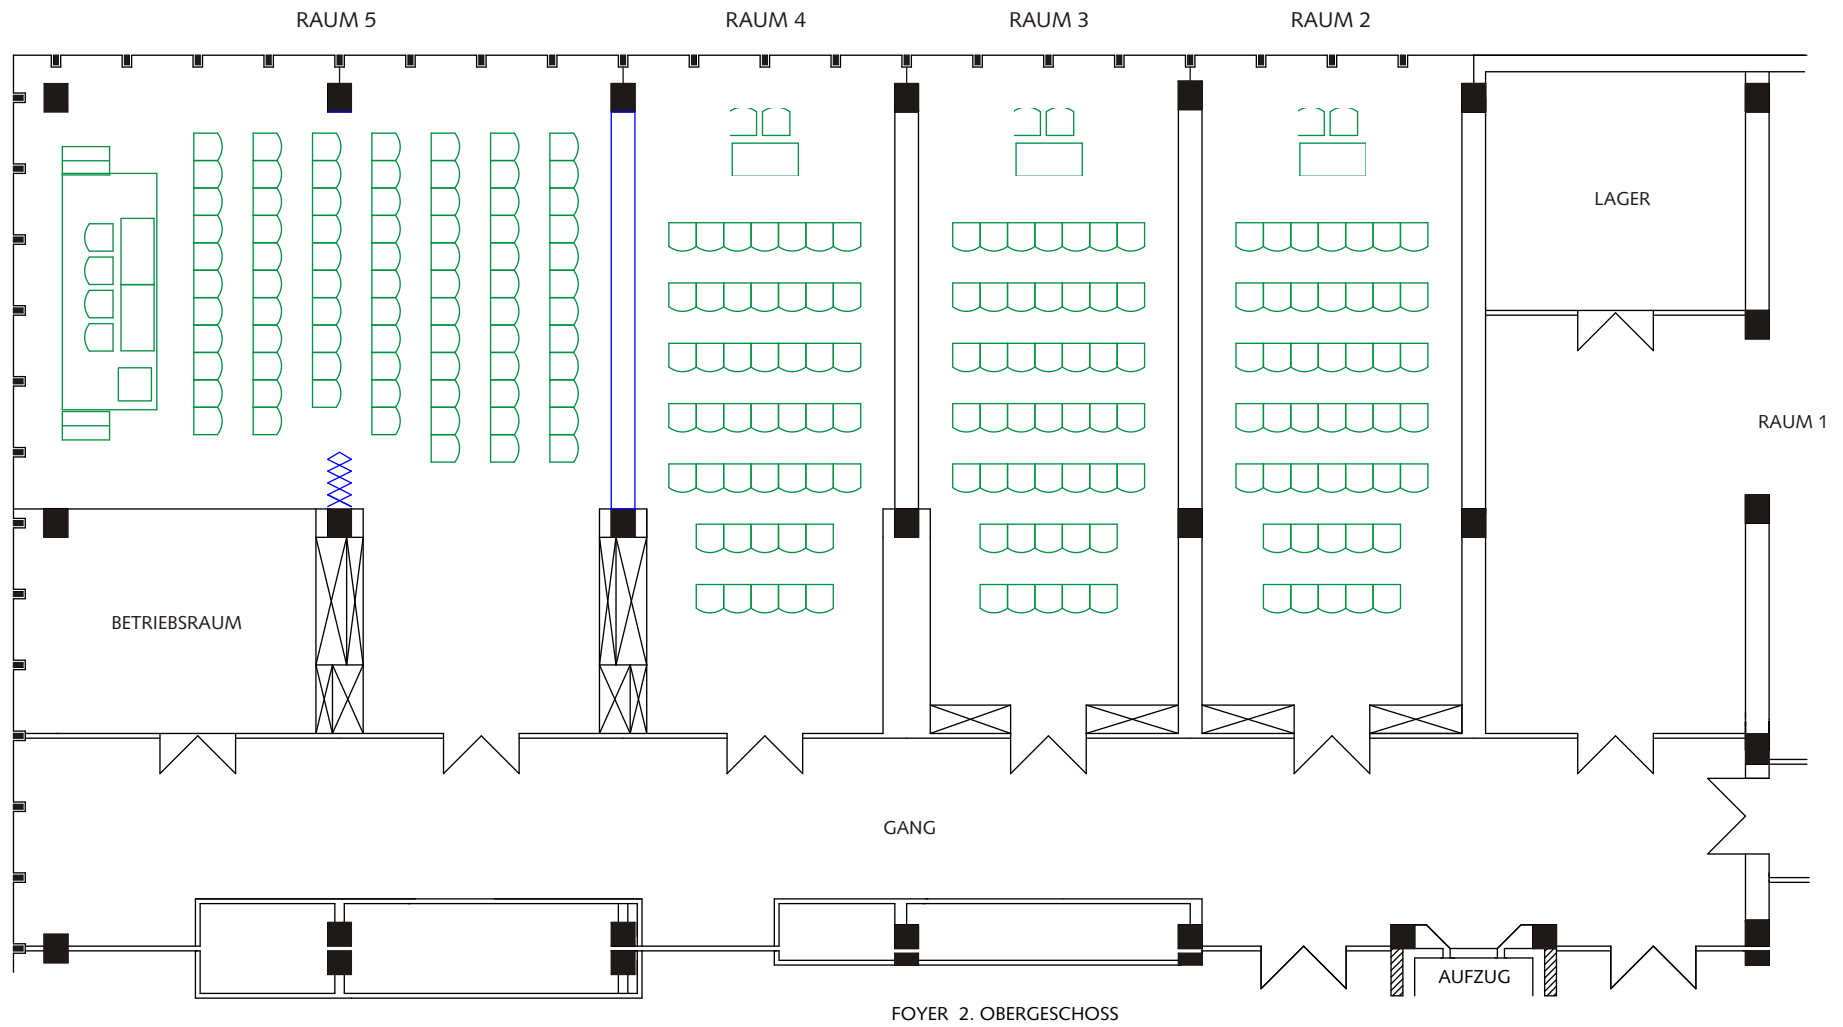 RAUM 5
RAUM 4
RAUM 3
RAUM 2
LAGER
RAUM 1
BETRIEBSRAUM
GANG
AUFZUG
FOYER 2. OBERGESCHOSS